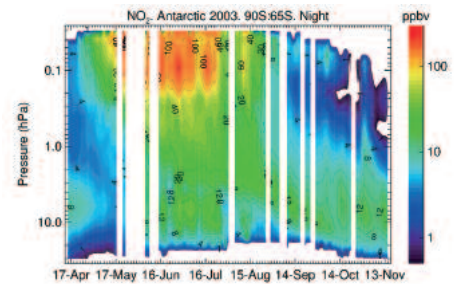 NO₂. Antarctic 2003. 90S:65S. Night
ppbv
100
10
1
Pressure (hPa)
0.1
1.0
10.0
17-Apr 17-May 16-Jun 16-Jul 15-Aug 14-Sep 14-Oct 13-Nov